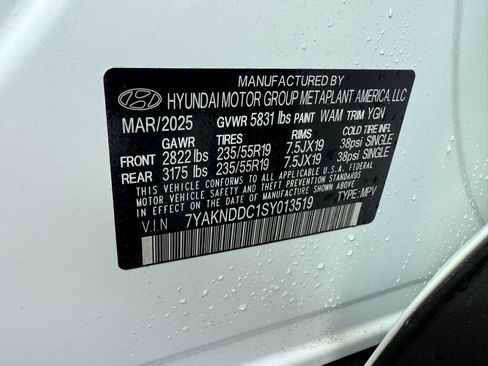 MANUFACTURED BY
HYUNDAI MOTOR GROUP METAPLANT AMERICA, LLC
MAR/2025 GVWR 5831 lbs PAINT WAM TRIM YGN
GAWR TIRES RIMS COLD TIRE INFL
FRONT 2822 lbs 235/55R19 7.5JX19 38psi SINGLE
REAR 3175 lbs 235/55R19 7.5JX19 38psi SINGLE
THIS VEHICLE CONFORMS TO ALL APPLICABLE FEDERAL
MOTOR VEHICLE SAFETY, BUMPER, AND THEFT PREVENTION
STANDARDS IN EFFECT ON THE DATE OF MANUFACTURE SHOWN ABOVE.
V.I.N 7YAKNDDC1SY013519 TYPE:MPV